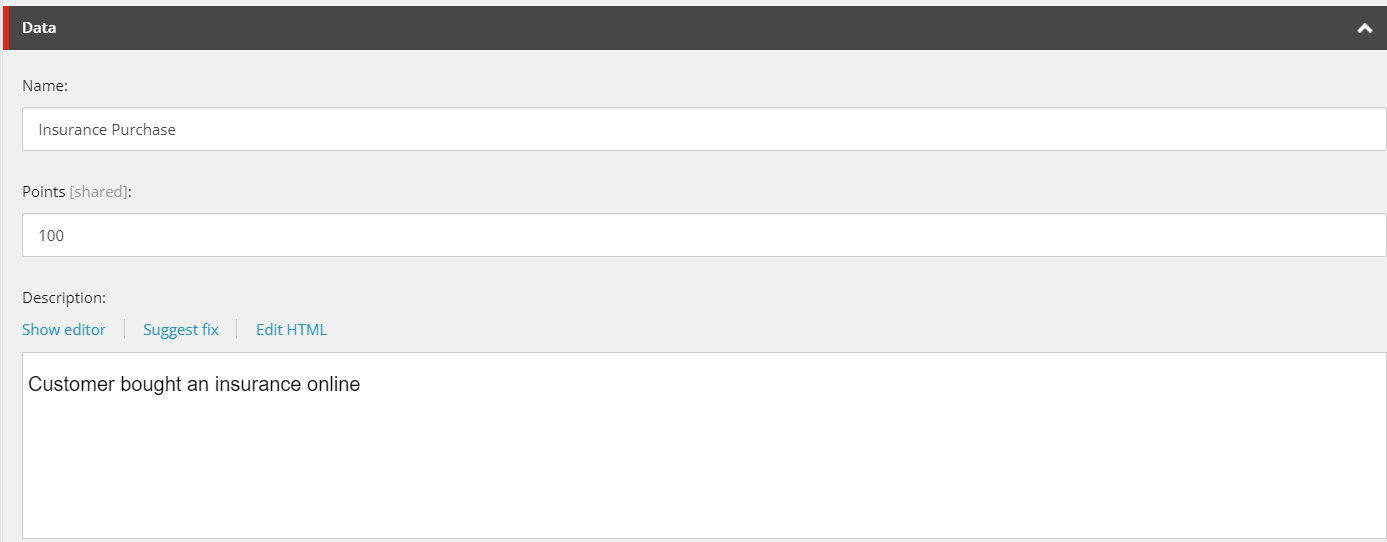 Data
Name:
Insurance Purchase
Points [shared]:
100
Description:
Show editor
Suggest fix
Edit HTML
Customer bought an insurance online